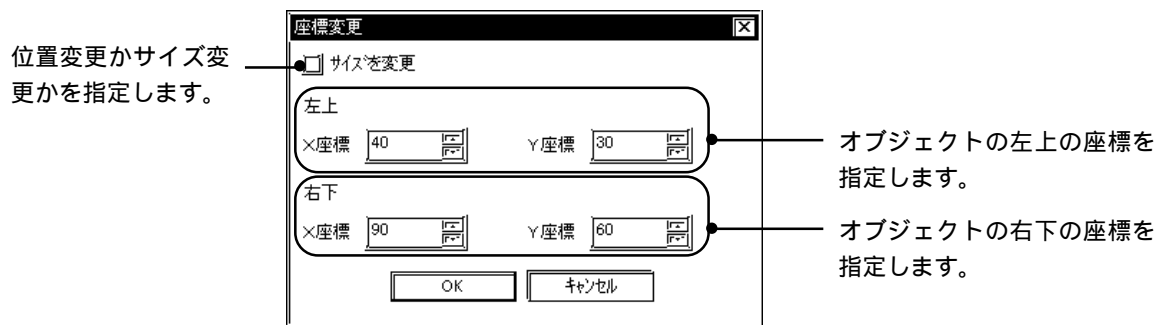 座標変更
位置変更かサイズ変
更かを指定します。
サイズを変更
左上
X座標 40 Y座標 30
オブジェクトの左上の座標を
指定します。
右下
X座標 90 Y座標 60
オブジェクトの右下の座標を
指定します。
OK キャンセル